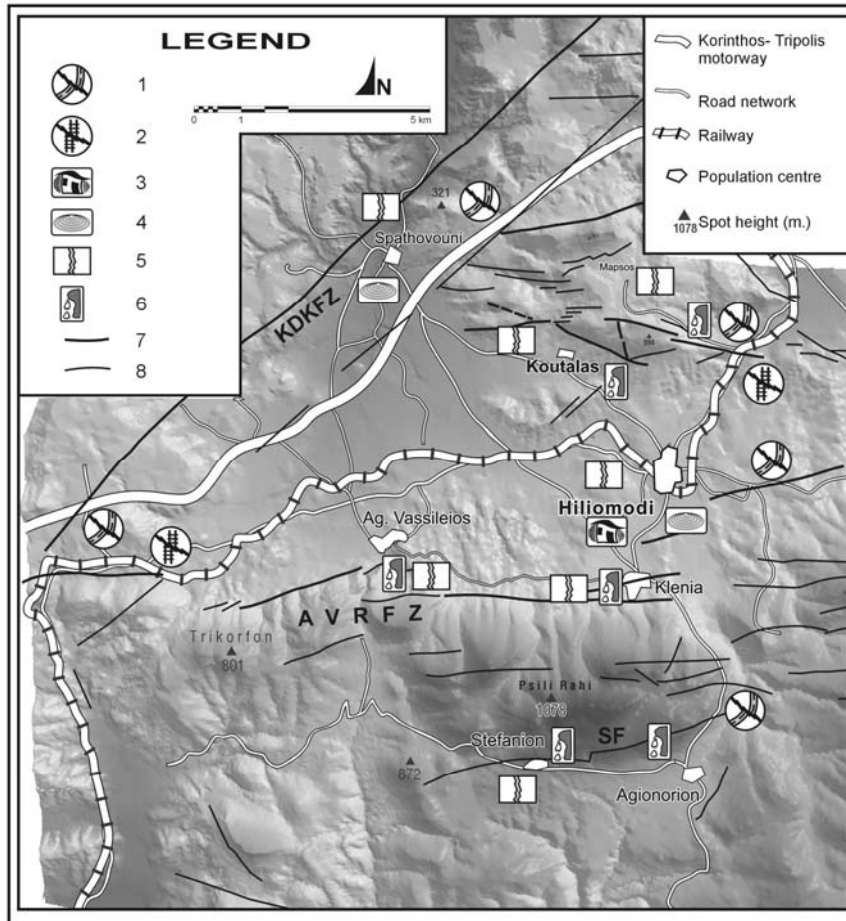 LEGEND
1
2
3
4
5
6
7
8
N
0 1 5 km
Korinthos- Tripolis
motorway
Road network
Railway
Population centre
1078
Spot height (m.)
321
Spathovouni
KDKFZ
Mapsos
Koutalas
Hiliomodi
Ag. Vassileios
Klenia
A V R F Z
Trikorfon
801
Psili Rahi
1078
Stefanion
SF
872
Agionorion